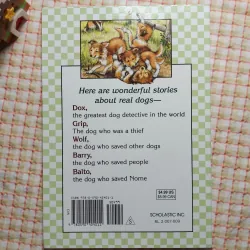 Here are wonderful stories
about real dogs—
Dox,
the greatest dog detective in the world
Grip,
The dog who was a thief
Wolf,
the dog who saved other dogs
Barry,
the dog who saved people
Balto,
the dog who saved Nome
SCHOLASTIC INC.